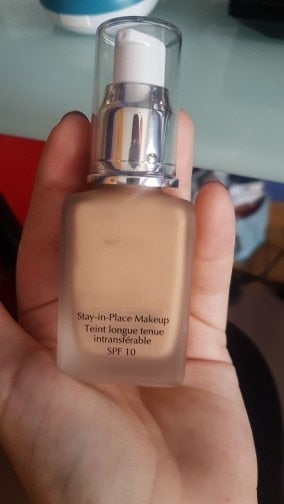 Stay-in-Place Makeup
Teint longue tenue
intransférable
SPF 10